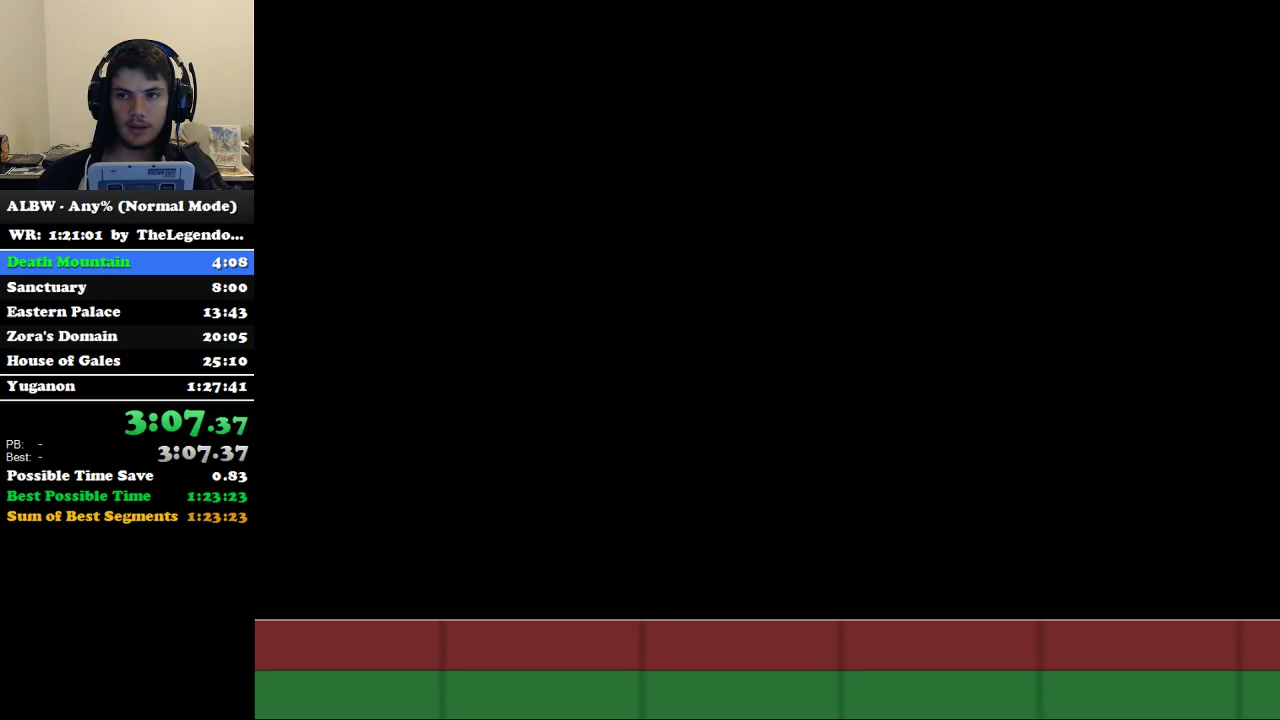 ALBW - Any% (Normal Mode)
WR: 1:21:01 by TheLegendo...
Death Mountain 4:08
Sanctuary 8:00
Eastern Palace 13:43
Zora's Domain 20:05
House of Gales 25:10
Yuganon 1:27:41
3:07.37
PB: -
Best: -
3:07.37
Possible Time Save 0.83
Best Possible Time 1:23:23
Sum of Best Segments 1:23:23